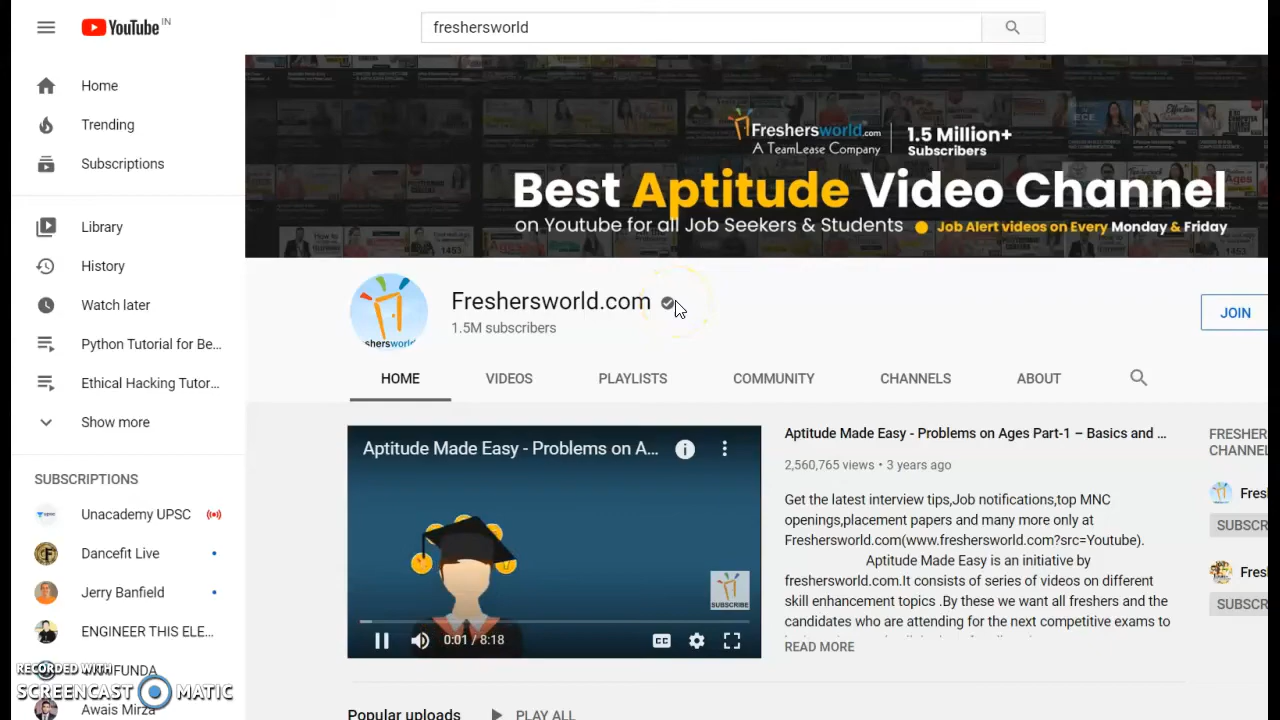 YouTube IN
freshersworld
Home
Trending
Subscriptions
Library
History
Watch later
Python Tutorial for Be...
Ethical Hacking Tutor...
Show more
SUBSCRIPTIONS
Unacademy UPSC
Dancefit Live
Jerry Banfield
ENGINEER THIS ELE...
Awais Mirza
RECORDED WITH
SCREENCAST MATIC
Freshersworld.com
A TeamLease Company
1.5 Million+
Subscribers
Best Aptitude Video Channel
on Youtube for all Job Seekers & Students
Job Alert videos on Every Monday & Friday
Freshersworld.com
1.5M subscribers
JOIN
HOME
VIDEOS
PLAYLISTS
COMMUNITY
CHANNELS
ABOUT
Aptitude Made Easy - Problems on A...
SUBSCRIBE
0:01 / 8:18
CC
Aptitude Made Easy - Problems on Ages Part-1 – Basics and ...
2,560,765 views • 3 years ago
Get the latest interview tips,Job notifications,top MNC
openings,placement papers and many more only at
Freshersworld.com(www.freshersworld.com?src=Youtube).
Aptitude Made Easy is an initiative by
freshersworld.com.It consists of series of videos on different
skill enhancement topics .By these we want all freshers and the
candidates who are attending for the next competitive exams to
READ MORE
FRESHER
CHANNEL
Fres
SUBSCR
Fres
SUBSCR
Popular uploads
PLAY ALL